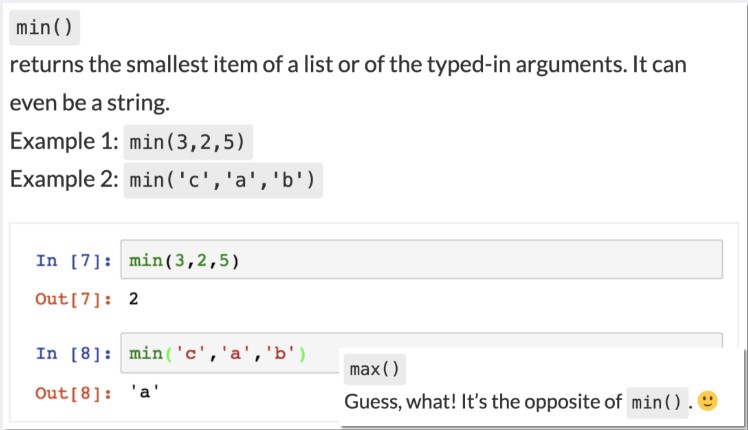 min()
returns the smallest item of a list or of the typed-in arguments. It can
even be a string.
Example 1: min(3,2,5)
Example 2: min('c','a','b')
In [7]: min(3,2,5)
Out[7]: 2
In [8]: min('c','a','b')
Out[8]: 'a'
max()
Guess, what! It’s the opposite of min(). 🙂